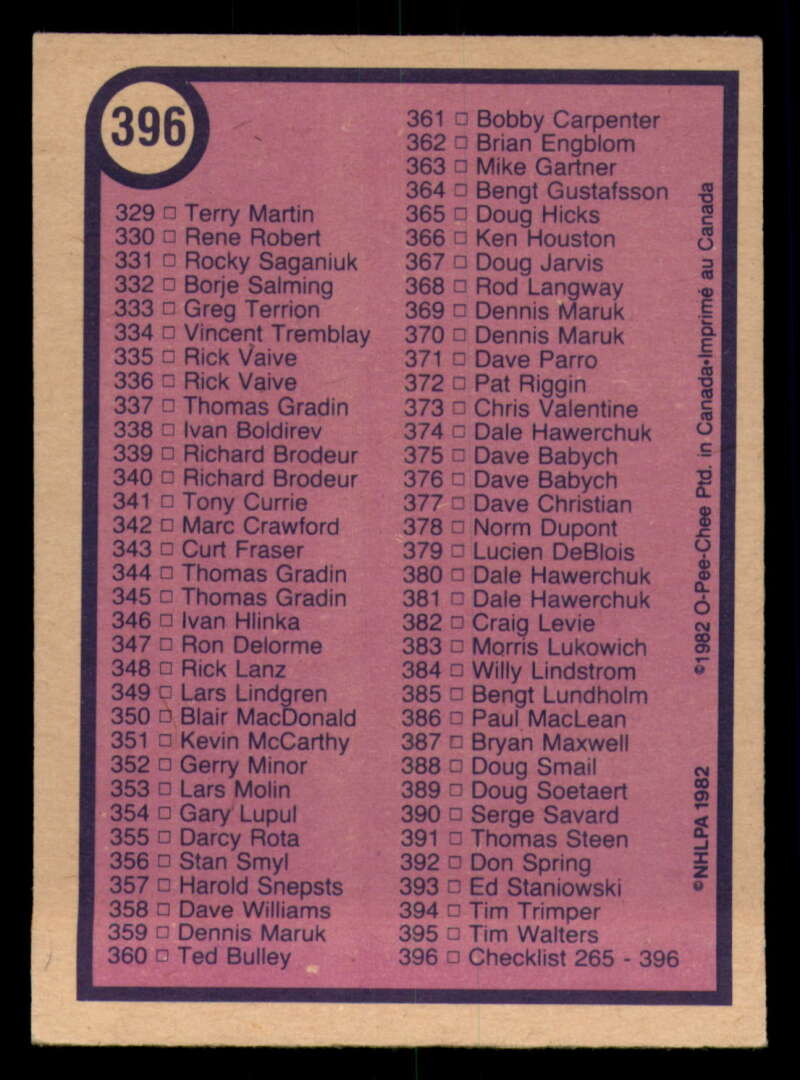 396
329 □ Terry Martin
330 □ Rene Robert
331 □ Rocky Saganiuk
332 □ Borje Salming
333 □ Greg Terrion
334 □ Vincent Tremblay
335 □ Rick Vaive
336 □ Rick Vaive
337 □ Thomas Gradin
338 □ Ivan Boldirev
339 □ Richard Brodeur
340 □ Richard Brodeur
341 □ Tony Currie
342 □ Marc Crawford
343 □ Curt Fraser
344 □ Thomas Gradin
345 □ Thomas Gradin
346 □ Ivan Hlinka
347 □ Ron Delorme
348 □ Rick Lanz
349 □ Lars Lindgren
350 □ Blair MacDonald
351 □ Kevin McCarthy
352 □ Gerry Minor
353 □ Lars Molin
354 □ Gary Lupul
355 □ Darcy Rota
356 □ Stan Smyl
357 □ Harold Snepsts
358 □ Dave Williams
359 □ Dennis Maruk
360 □ Ted Bulley
361 □ Bobby Carpenter
362 □ Brian Engblom
363 □ Mike Gartner
364 □ Bengt Gustafsson
365 □ Doug Hicks
366 □ Ken Houston
367 □ Doug Jarvis
368 □ Rod Langway
369 □ Dennis Maruk
370 □ Dennis Maruk
371 □ Dave Parro
372 □ Pat Riggin
373 □ Chris Valentine
374 □ Dale Hawerchuk
375 □ Dave Babych
376 □ Dave Babych
377 □ Dave Christian
378 □ Norm Dupont
379 □ Lucien DeBlois
380 □ Dale Hawerchuk
381 □ Dale Hawerchuk
382 □ Craig Levie
383 □ Morris Lukowich
384 □ Willy Lindstrom
385 □ Bengt Lundholm
386 □ Paul MacLean
387 □ Bryan Maxwell
388 □ Doug Smail
389 □ Doug Soetaert
390 □ Serge Savard
391 □ Thomas Steen
392 □ Don Spring
393 □ Ed Staniowski
394 □ Tim Trimper
395 □ Tim Walters
396 □ Checklist 265 - 396
©NHLPA 1982 ©1982 O-Pee-Chee Ptd. in Canada•Imprimé au Canada